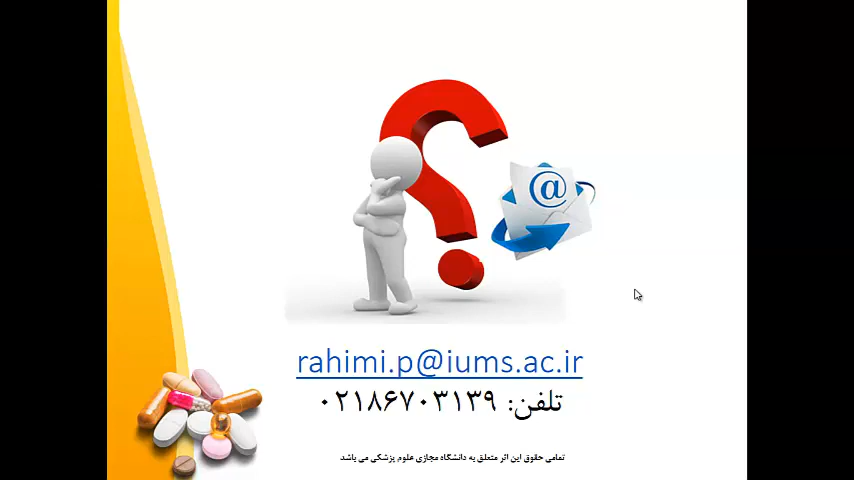 @
rahimi.p@iums.ac.ir
تلفن: ۰۲۱۸۶۷۰۳۱۳۹
تمامی حقوق این اثر متعلق به دانشگاه مجازی علوم پزشکی می باشد